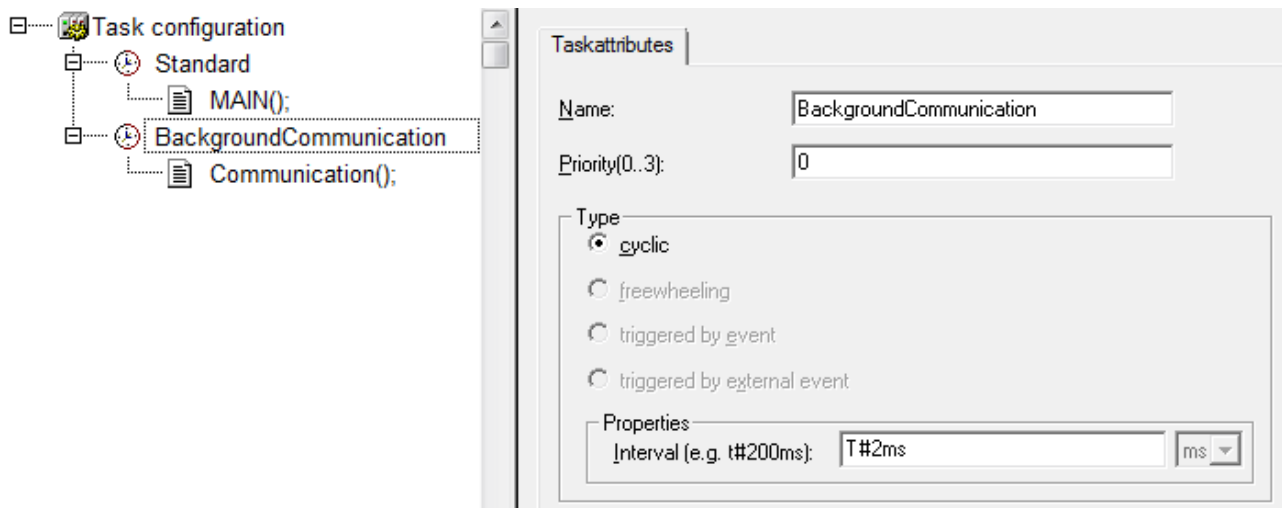 Task configuration
Standard
MAIN();
BackgroundCommunication
Communication();
Taskattributes
Name: BackgroundCommunication
Priority(0..3): 0
Type
cyclic
freewheeling
triggered by event
triggered by external event
Properties
Interval (e.g. t#200ms): T#2ms ms